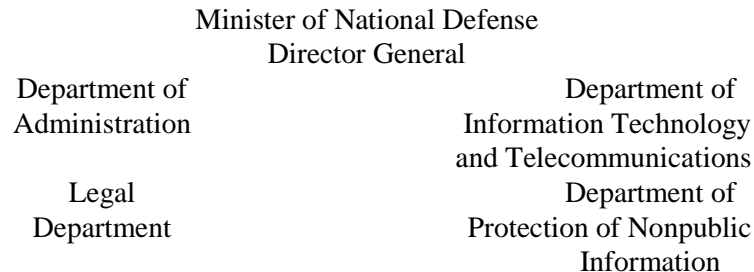 Minister of National Defense
Director General
Department of
Administration
Department of
Information Technology
and Telecommunications
Legal
Department
Department of
Protection of Nonpublic
Information